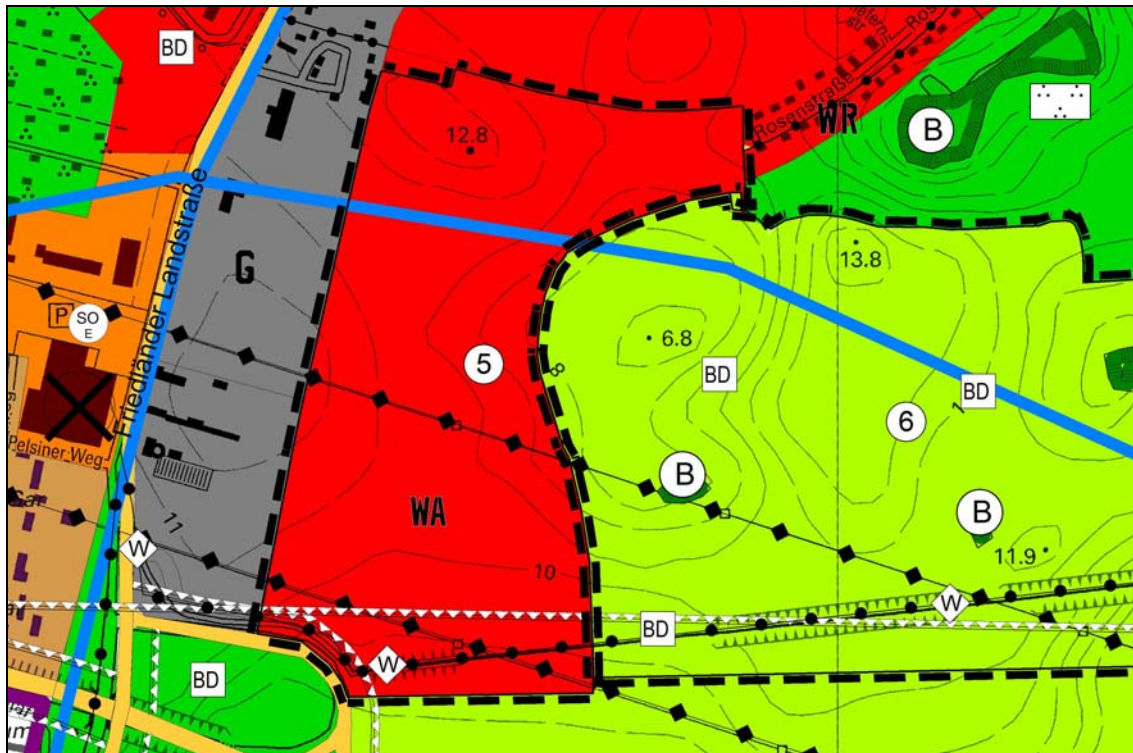 BD
Rosenstraße
WR
B
12.8
13.8
G
Friedländer Landstraße
P
SO
E
5
6.8
8
BD
BD
6
1
Pelsiner Weg
B
B
WA
11
10
11.9
W
W
BD
W
BD